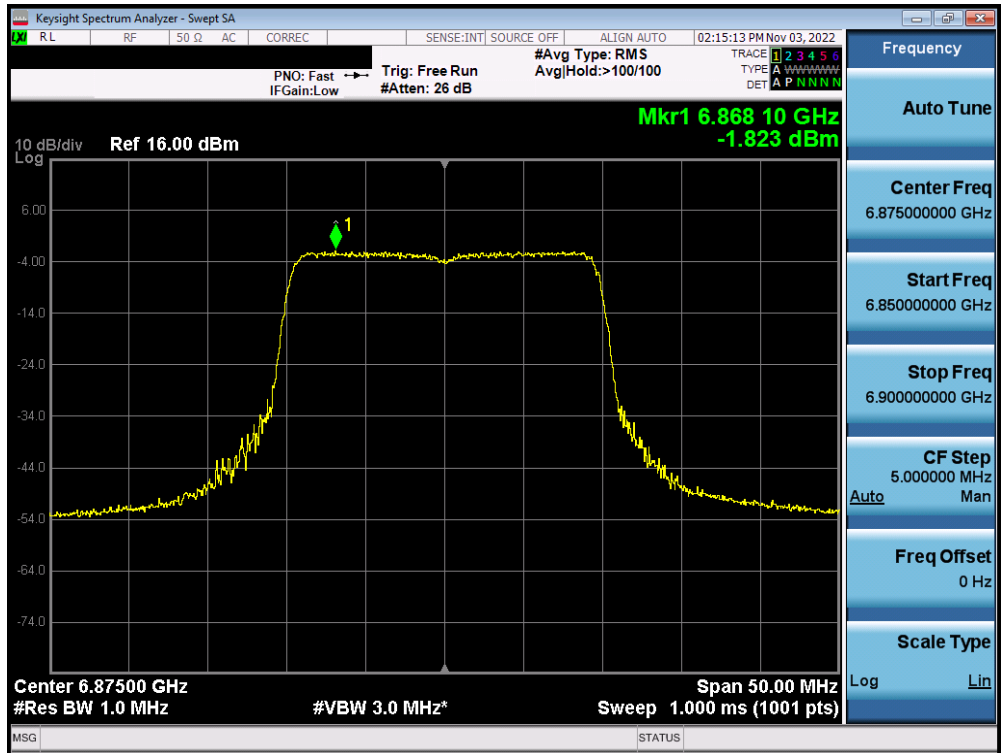 Keysight Spectrum Analyzer - Swept SA
LXI RL RF 50 Ω AC CORREC SENSE:INT SOURCE OFF ALIGN AUTO 02:15:13 PM Nov 03, 2022
PNO: Fast
IFGain:Low
Trig: Free Run
#Atten: 26 dB
#Avg Type: RMS
Avg|Hold:>100/100
TRACE 1 2 3 4 5 6
TYPE A WWWWW
DET A P N N N N
Mkr1 6.868 10 GHz
-1.823 dBm
10 dB/div Ref 16.00 dBm
Log
1
6.00
-4.00
-14.0
-24.0
-34.0
-44.0
-54.0
-64.0
-74.0
Center 6.87500 GHz Span 50.00 MHz
#Res BW 1.0 MHz #VBW 3.0 MHz* Sweep 1.000 ms (1001 pts)
MSG STATUS
Frequency
Auto Tune
Center Freq
6.875000000 GHz
Start Freq
6.850000000 GHz
Stop Freq
6.900000000 GHz
CF Step
5.000000 MHz
Auto Man
Freq Offset
0 Hz
Scale Type
Log Lin